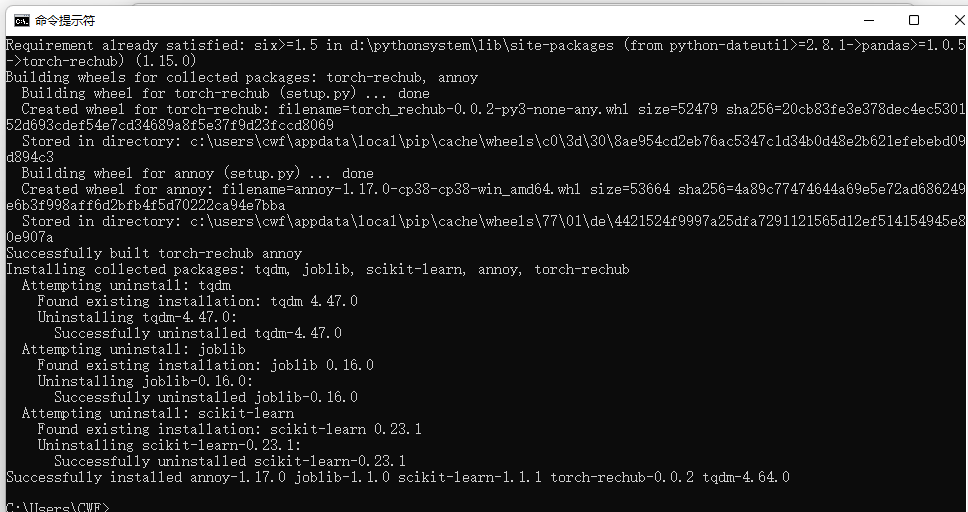 命令提示符
Requirement already satisfied: six>=1.5 in d:\pythonsystem\lib\site-packages (from python-dateutil>=2.8.1->pandas>=1.0.5
->torch-rechub) (1.15.0)
Building wheels for collected packages: torch-rechub, annoy
  Building wheel for torch-rechub (setup.py) ... done
  Created wheel for torch-rechub: filename=torch_rechub-0.0.2-py3-none-any.whl size=52479 sha256=20cb83fe3e378dec4ec5301
52d693cdef54e7cd34689a8f5e37f9d23fccd8069
  Stored in directory: c:\users\cwf\appdata\local\pip\cache\wheels\c0\3d\30\8ae954cd2eb76ac5347c1d34b0d48e2b621efebebd09
d894c3
  Building wheel for annoy (setup.py) ... done
  Created wheel for annoy: filename=annoy-1.17.0-cp38-cp38-win_amd64.whl size=53664 sha256=4a89c77474644a69e5e72ad686249
e6b3f998aff6d2bfb4f5d70222ca94e7bba
  Stored in directory: c:\users\cwf\appdata\local\pip\cache\wheels\77\01\de\4421524f9997a25dfa7291121565d12ef514154945e8
0e907a
Successfully built torch-rechub annoy
Installing collected packages: tqdm, joblib, scikit-learn, annoy, torch-rechub
  Attempting uninstall: tqdm
    Found existing installation: tqdm 4.47.0
    Uninstalling tqdm-4.47.0:
      Successfully uninstalled tqdm-4.47.0
  Attempting uninstall: joblib
    Found existing installation: joblib 0.16.0
    Uninstalling joblib-0.16.0:
      Successfully uninstalled joblib-0.16.0
  Attempting uninstall: scikit-learn
    Found existing installation: scikit-learn 0.23.1
    Uninstalling scikit-learn-0.23.1:
      Successfully uninstalled scikit-learn-0.23.1
Successfully installed annoy-1.17.0 joblib-1.1.0 scikit-learn-1.1.1 torch-rechub-0.0.2 tqdm-4.64.0
C:\Users\CWF>